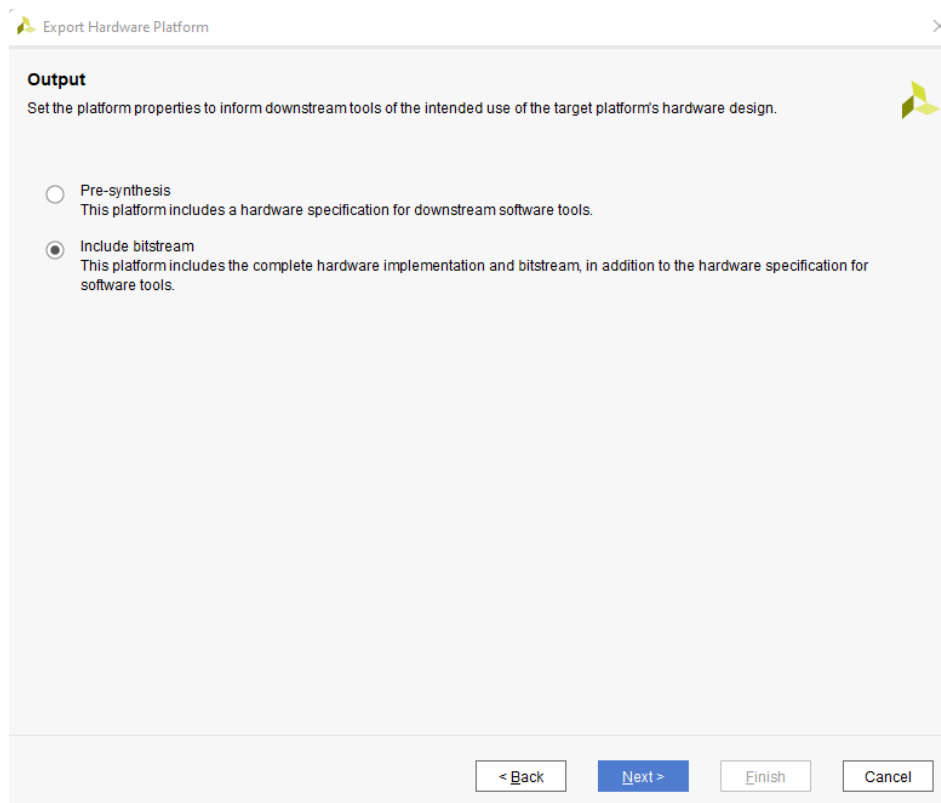 Export Hardware Platform
Output
Set the platform properties to inform downstream tools of the intended use of the target platform's hardware design.
Pre-synthesis
This platform includes a hardware specification for downstream software tools.
Include bitstream
This platform includes the complete hardware implementation and bitstream, in addition to the hardware specification for
software tools.
< Back
Next >
Finish
Cancel